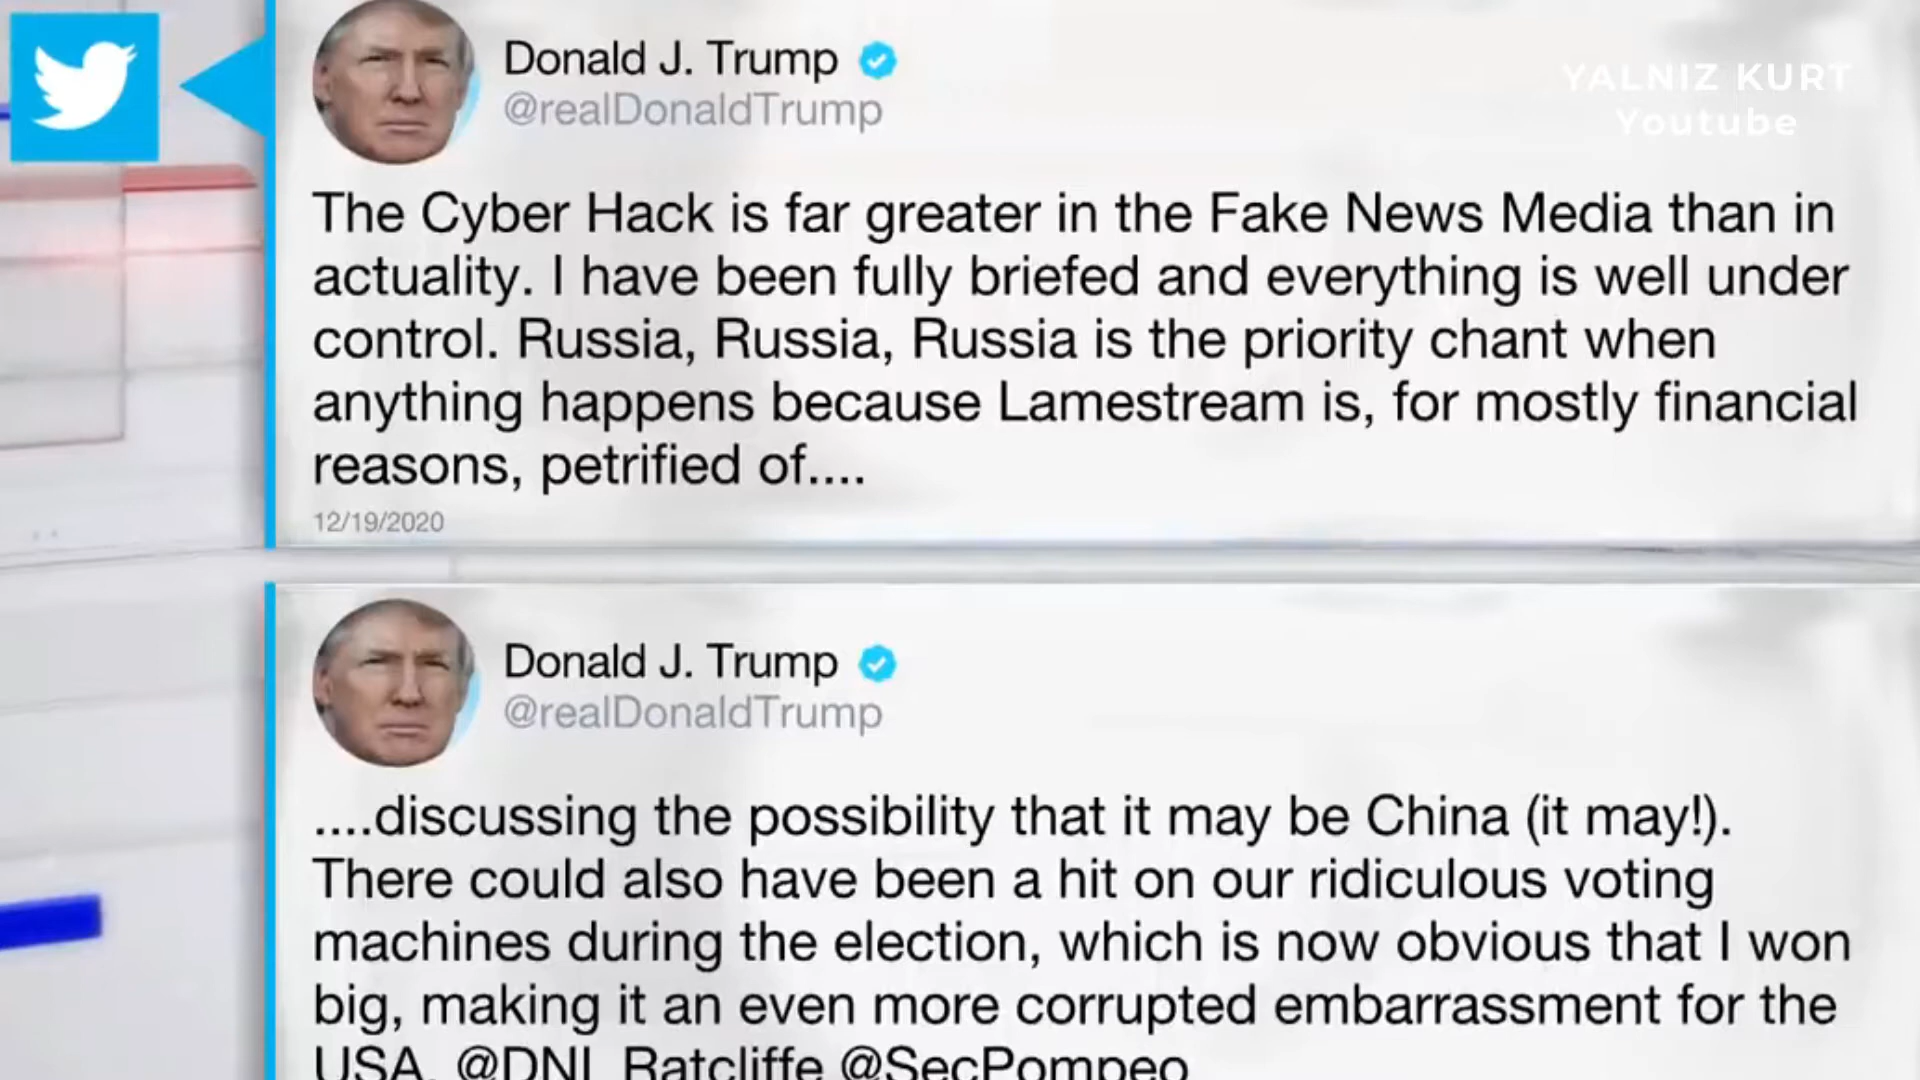 Donald J. Trump
@realDonaldTrump
YALNIZ KURT
Youtube
The Cyber Hack is far greater in the Fake News Media than in
actuality. I have been fully briefed and everything is well under
control. Russia, Russia, Russia is the priority chant when
anything happens because Lamestream is, for mostly financial
reasons, petrified of....
12/19/2020
Donald J. Trump
@realDonaldTrump
....discussing the possibility that it may be China (it may!).
There could also have been a hit on our ridiculous voting
machines during the election, which is now obvious that I won
big, making it an even more corrupted embarrassment for the
USA. @DNI_Ratcliffe @SecPompeo